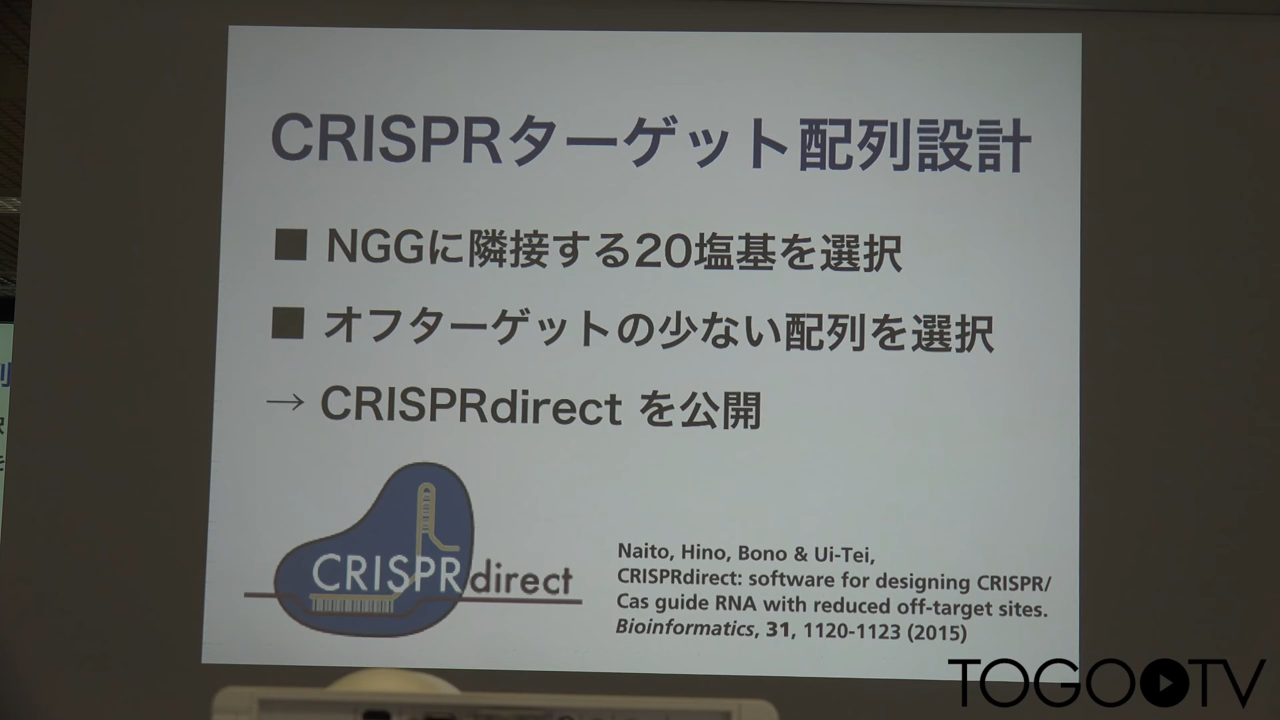 CRISPRターゲット配列設計
■ NGGに隣接する20塩基を選択
■ オフターゲットの少ない配列を選択
→ CRISPRdirect を公開
CRISPRdirect
Naito, Hino, Bono & Ui-Tei,
CRISPRdirect: software for designing CRISPR/
Cas guide RNA with reduced off-target sites.
Bioinformatics, 31, 1120-1123 (2015)
TOGOTV